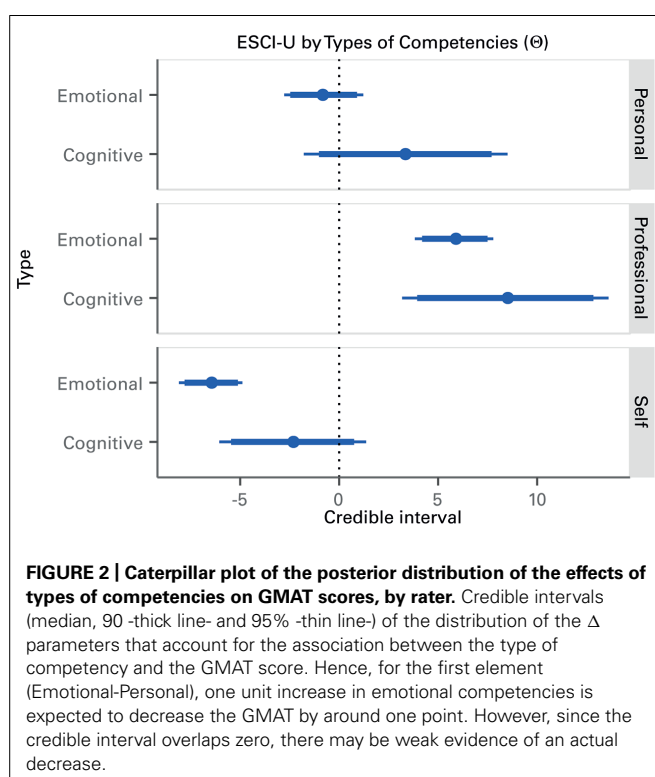 ESCI-U by Types of Competencies (Θ)
Type
Emotional
Cognitive
Personal
Emotional
Cognitive
Professional
Emotional
Cognitive
Self
-5 0 5 10
Credible interval
FIGURE 2 | Caterpillar plot of the posterior distribution of the effects of
types of competencies on GMAT scores, by rater. Credible intervals
(median, 90 -thick line- and 95% -thin line-) of the distribution of the Δ
parameters that account for the association between the type of
competency and the GMAT score. Hence, for the first element
(Emotional-Personal), one unit increase in emotional competencies is
expected to decrease the GMAT by around one point. However, since the
credible interval overlaps zero, there may be weak evidence of an actual
decrease.